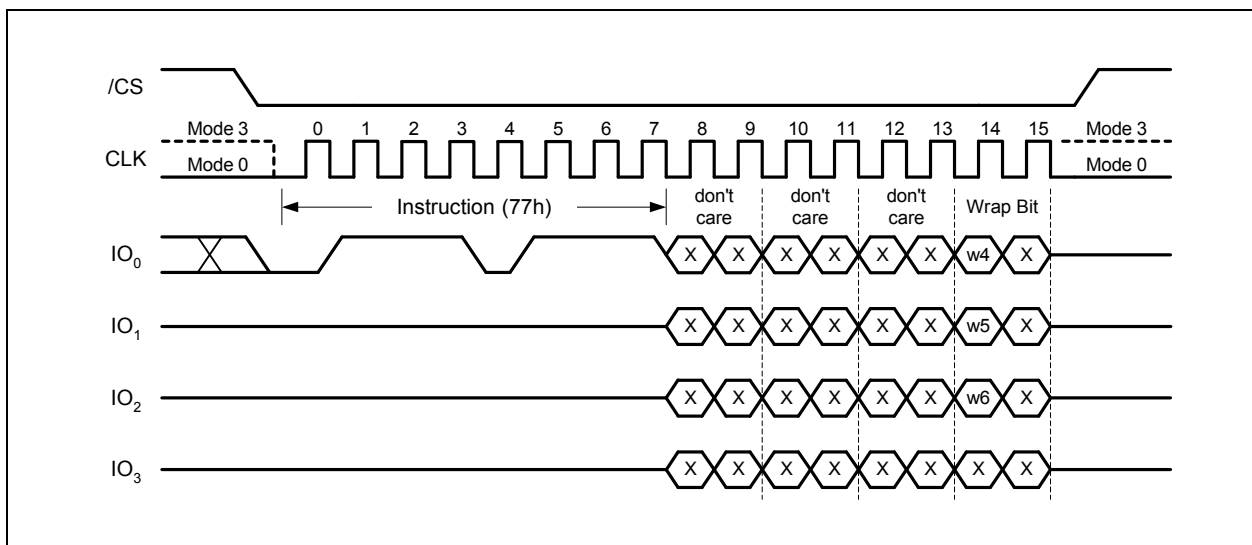 /CS
Mode 3 0 1 2 3 4 5 6 7 8 9 10 11 12 13 14 15 Mode 3
CLK
Mode 0 Mode 0
Instruction (77h) don't care don't care don't care Wrap Bit
IO0 X X X X X X w4 X
IO1 X X X X X X w5 X
IO2 X X X X X X w6 X
IO3 X X X X X X X X